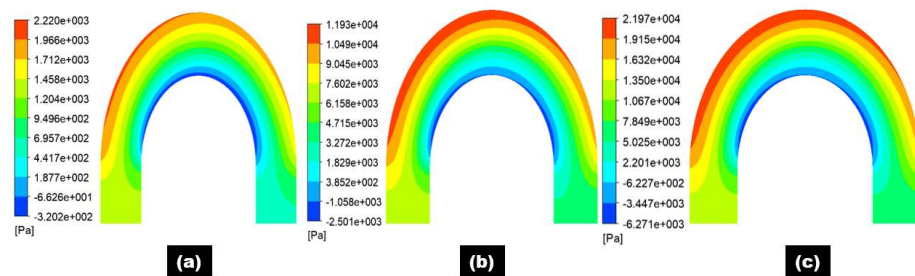 2.220e+003
1.966e+003
1.712e+003
1.458e+003
1.204e+003
9.496e+002
6.957e+002
4.417e+002
1.877e+002
-6.626e+001
-3.202e+002
[Pa]
(a)
1.193e+004
1.049e+004
9.045e+003
7.602e+003
6.158e+003
4.715e+003
3.272e+003
1.829e+003
3.852e+002
-1.058e+003
-2.501e+003
[Pa]
(b)
2.197e+004
1.915e+004
1.632e+004
1.350e+004
1.067e+004
7.849e+003
5.025e+003
2.201e+003
-6.227e+002
-3.447e+003
-6.271e+003
[Pa]
(c)